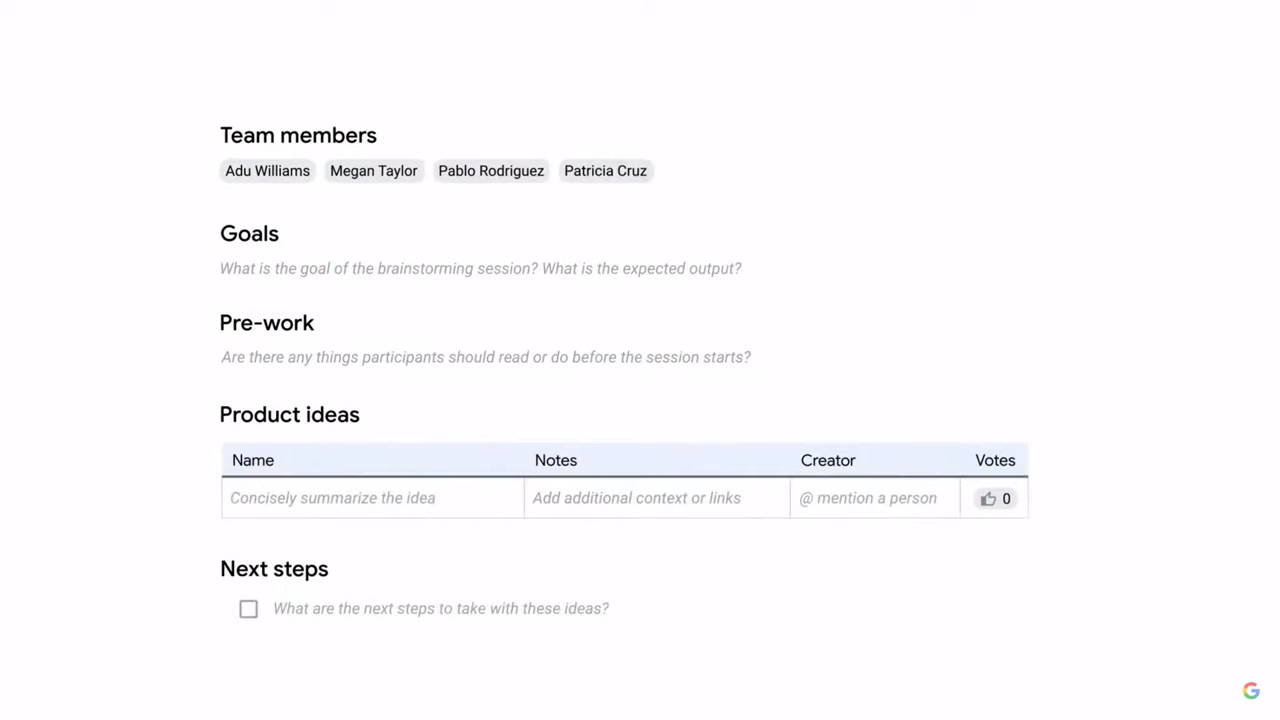 Team members
Adu Williams Megan Taylor Pablo Rodriguez Patricia Cruz
Goals
What is the goal of the brainstorming session? What is the expected output?
Pre-work
Are there any things participants should read or do before the session starts?
Product ideas
Name Notes Creator Votes
Concisely summarize the idea Add additional context or links @ mention a person 0
Next steps
What are the next steps to take with these ideas?